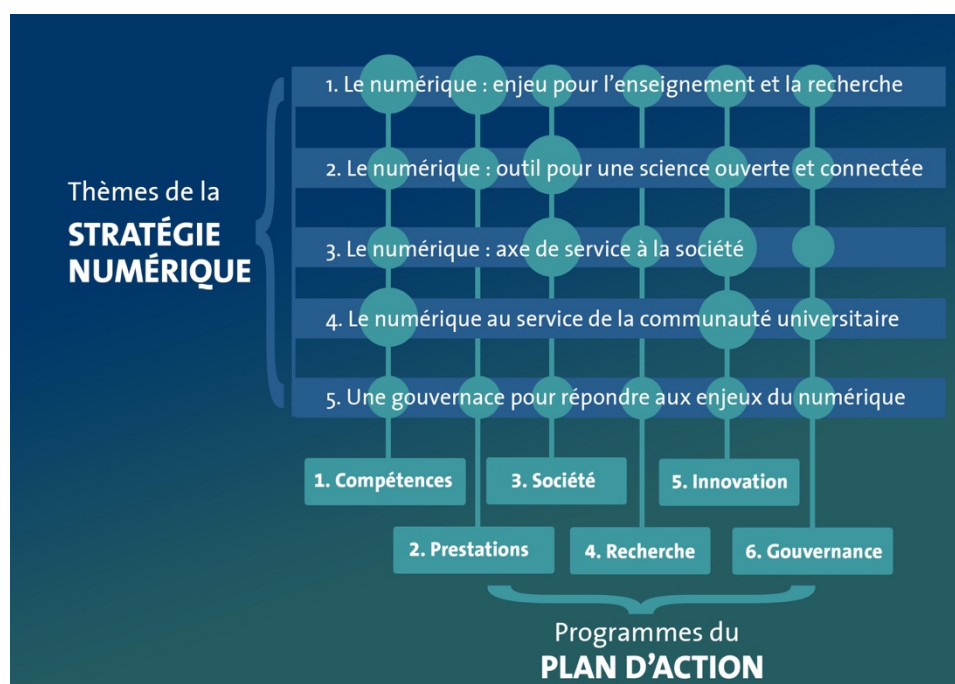 1. Le numérique : enjeu pour l'enseignement et la recherche
2. Le numérique : outil pour une science ouverte et connectée
Thèmes de la
STRATÉGIE
NUMÉRIQUE
3. Le numérique : axe de service à la société
4. Le numérique au service de la communauté universitaire
5. Une gouvernace pour répondre aux enjeux du numérique
1. Compétences
3. Société
5. Innovation
2. Prestations
4. Recherche
6. Gouvernance
Programmes du
PLAN D'ACTION